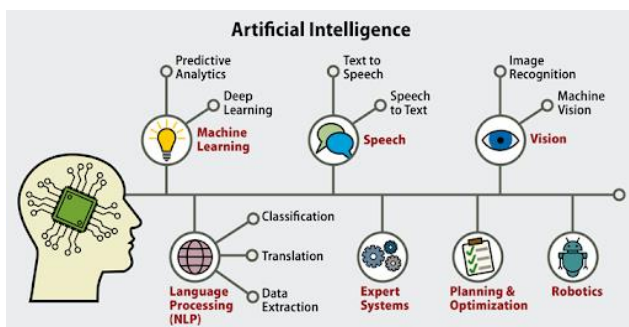 Artificial Intelligence
Predictive
Analytics
Deep
Learning
Machine
Learning
Text to
Speech
Speech
to Text
Speech
Image
Recognition
Machine
Vision
Vision
Classification
Translation
Data
Extraction
Language
Processing
(NLP)
Expert
Systems
Planning &
Optimization
Robotics